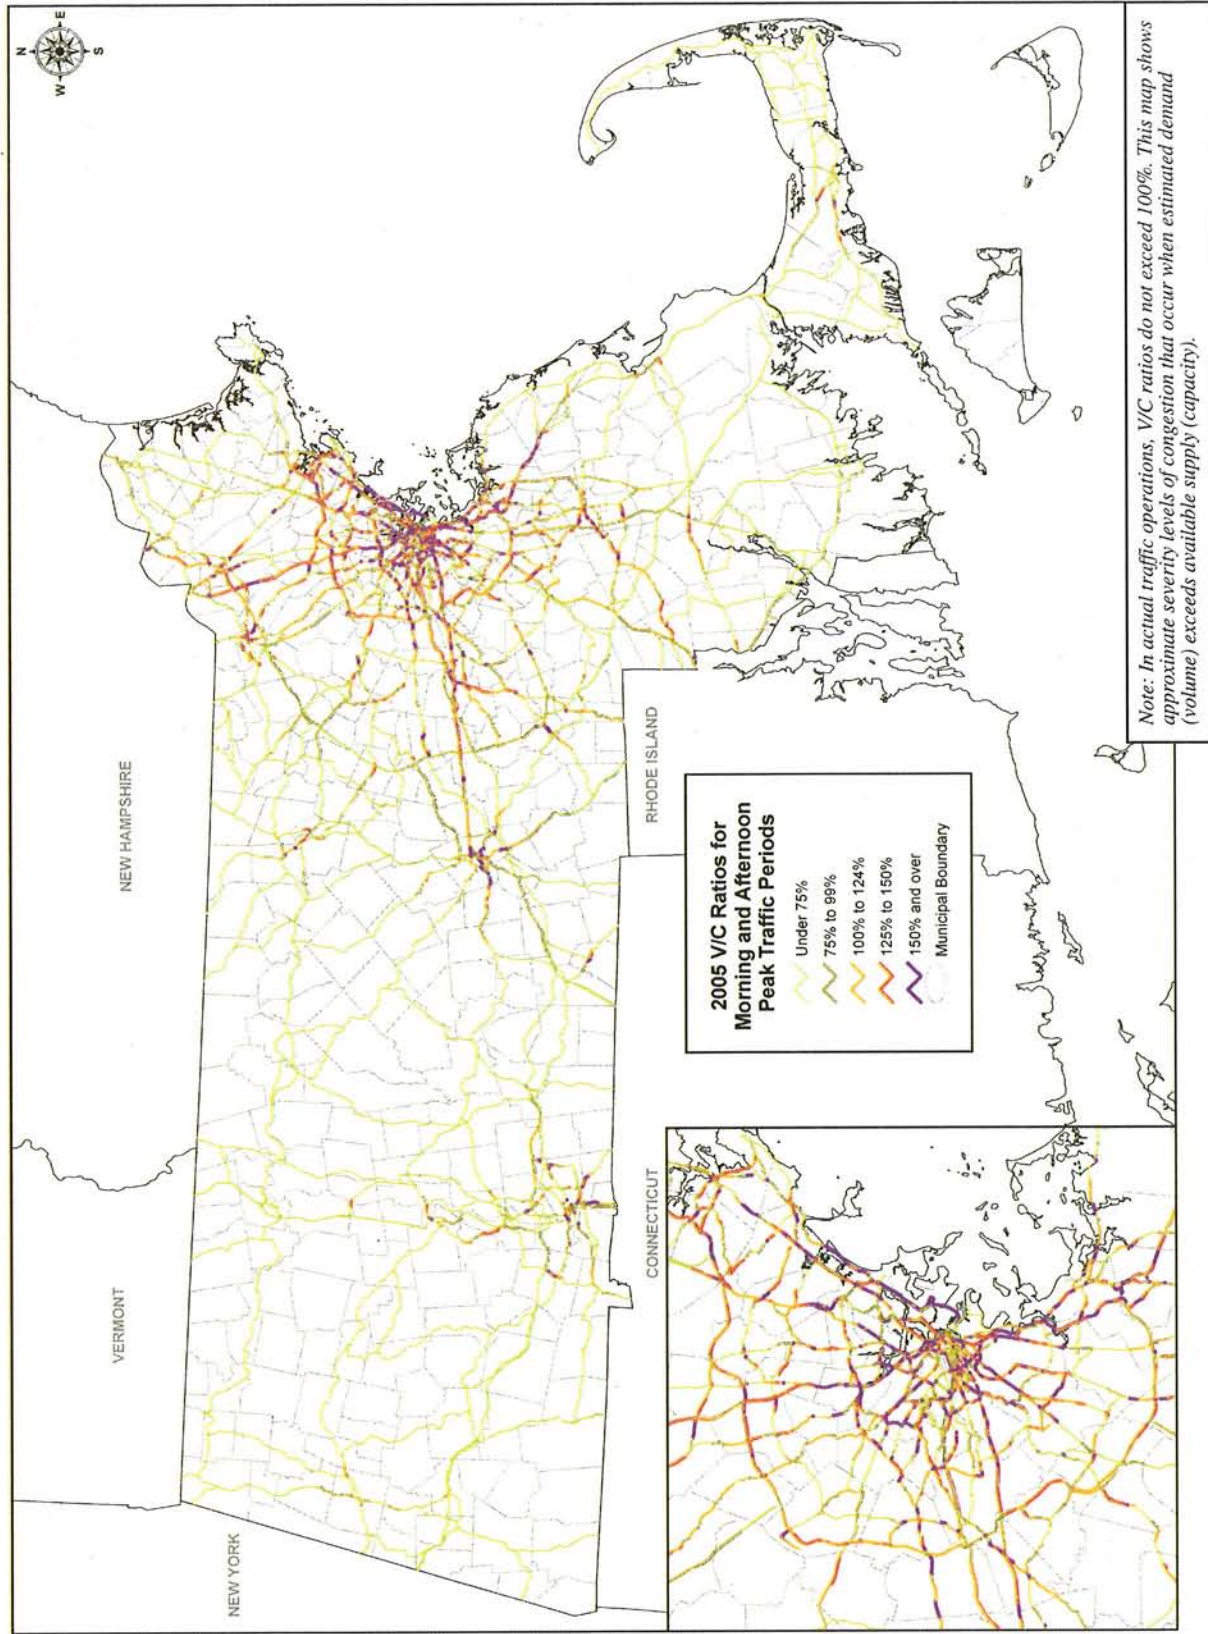 N
E
S
W
NEW HAMPSHIRE
VERMONT
NEW YORK
RHODE ISLAND
CONNECTICUT
2005 V/C Ratios for
Morning and Afternoon
Peak Traffic Periods
Under 75%
75% to 99%
100% to 124%
125% to 150%
150% and over
Municipal Boundary
Note: In actual traffic operations, V/C ratios do not exceed 100%. This map shows
approximate severity levels of congestion that occur when estimated demand
(volume) exceeds available supply (capacity).